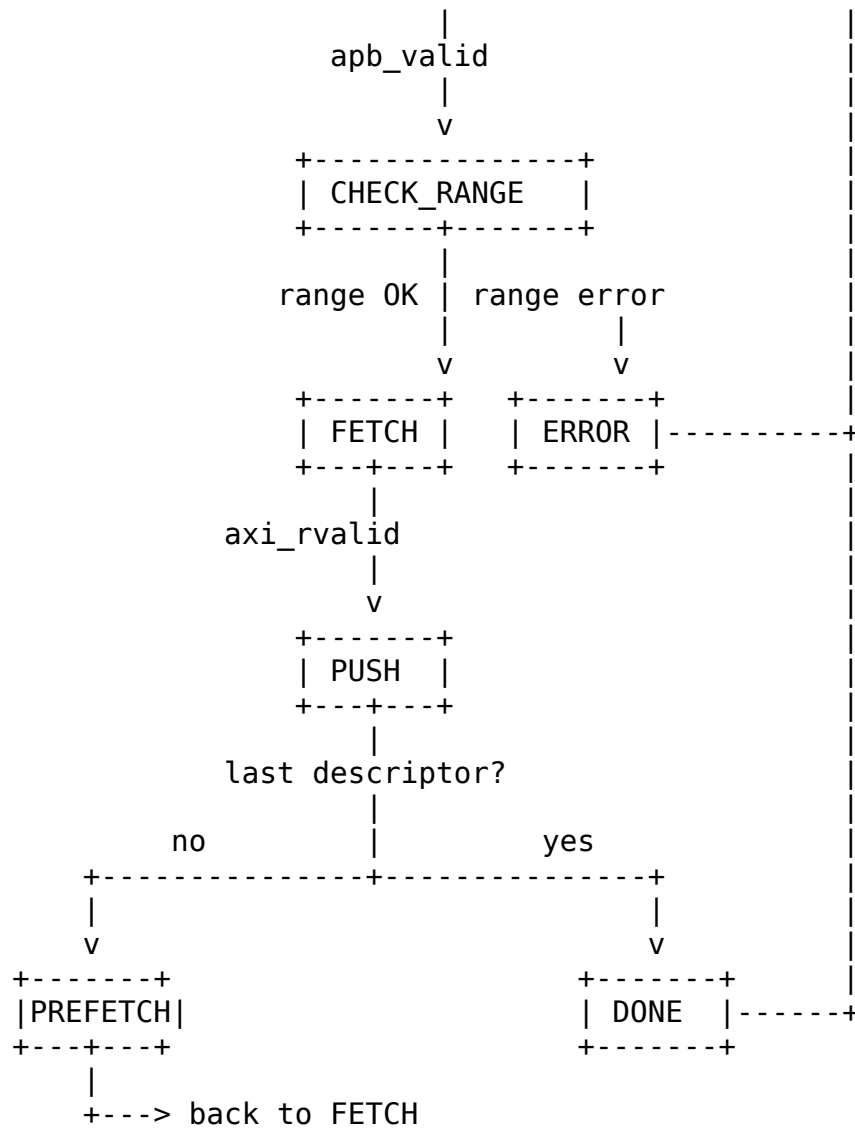 apb_valid
CHECK_RANGE
range OK | range error
FETCH
ERROR
axi_rvalid
PUSH
last descriptor?
no
yes
PREFETCH
DONE
back to FETCH